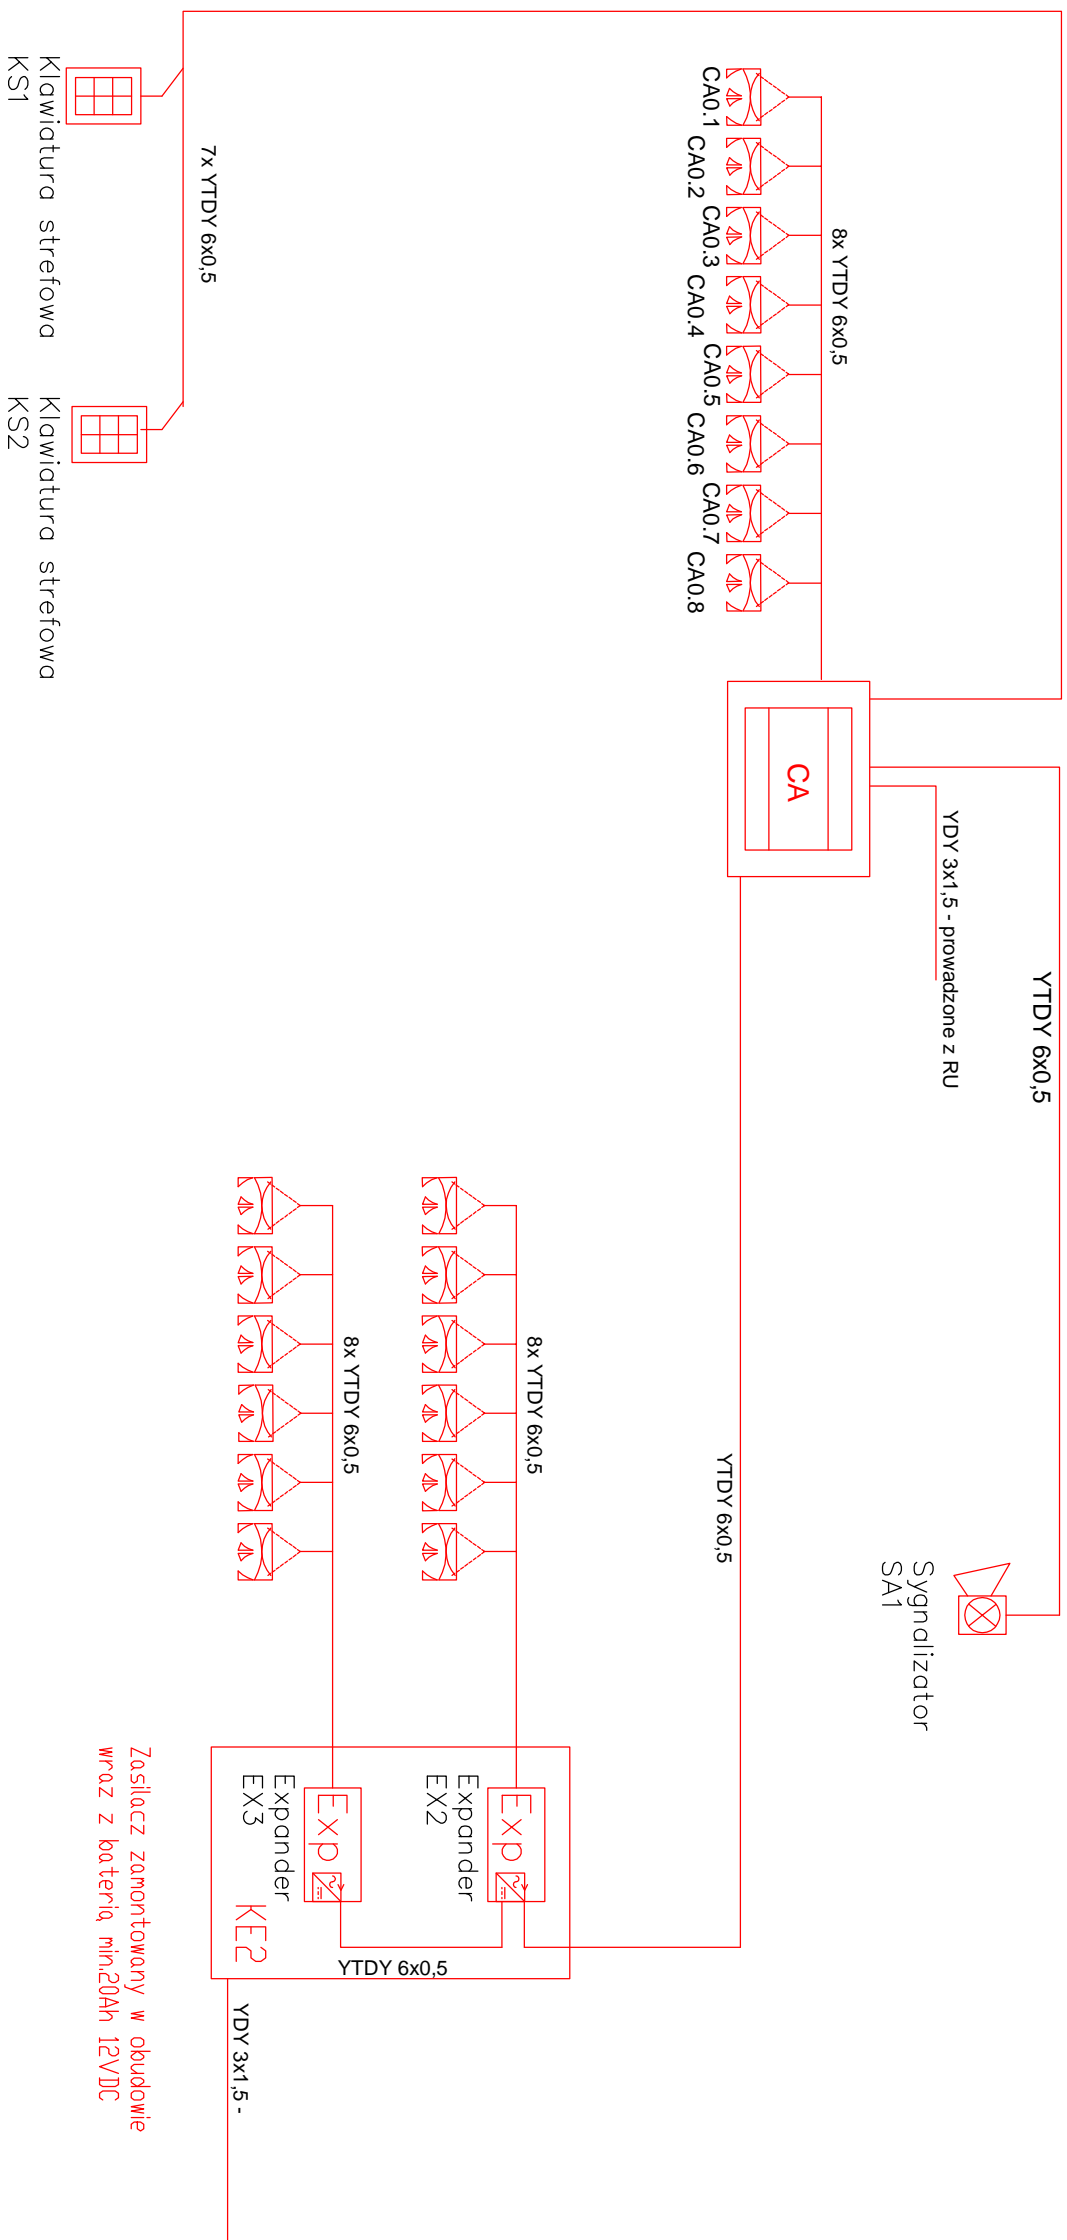 YTDY 6x0,5
YDY 3x1,5 - prowadzone z RU
Sygnalizator
SA1
8x YTDY 6x0,5
CA
CA0.1
CA0.2
CA0.3
CA0.4
CA0.5
CA0.6
CA0.7
CA0.8
YTDY 6x0,5
8x YTDY 6x0,5
Exp
Expander
EX2
8x YTDY 6x0,5
Exp
Expander
EX3
KE2
YTDY 6x0,5
YDY 3x1,5 -
7x YTDY 6x0,5
Klawiatura strefowa
KS1
Klawiatura strefowa
KS2
Zasilacz zamontowany w obudowie
wraz z baterią min.20Ah 12VDC